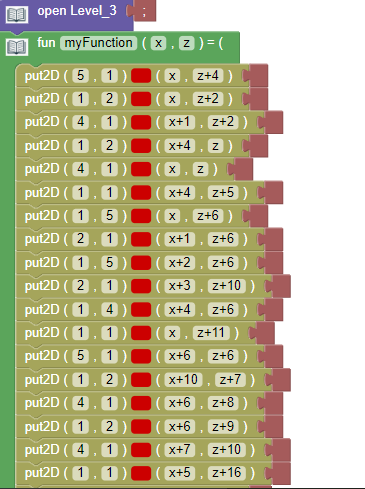 open Level_3 ;
fun myFunction ( x , z ) = (
put2D ( 5 , 1 ) ( x , z+4 )
put2D ( 1 , 2 ) ( x , z+2 )
put2D ( 4 , 1 ) ( x+1 , z+2 )
put2D ( 1 , 2 ) ( x+4 , z )
put2D ( 4 , 1 ) ( x , z )
put2D ( 1 , 1 ) ( x+4 , z+5 )
put2D ( 1 , 5 ) ( x , z+6 )
put2D ( 2 , 1 ) ( x+1 , z+6 )
put2D ( 1 , 5 ) ( x+2 , z+6 )
put2D ( 2 , 1 ) ( x+3 , z+10 )
put2D ( 1 , 4 ) ( x+4 , z+6 )
put2D ( 1 , 1 ) ( x , z+11 )
put2D ( 5 , 1 ) ( x+6 , z+6 )
put2D ( 1 , 2 ) ( x+10 , z+7 )
put2D ( 4 , 1 ) ( x+6 , z+8 )
put2D ( 1 , 2 ) ( x+6 , z+9 )
put2D ( 4 , 1 ) ( x+7 , z+10 )
put2D ( 1 , 1 ) ( x+5 , z+16 )